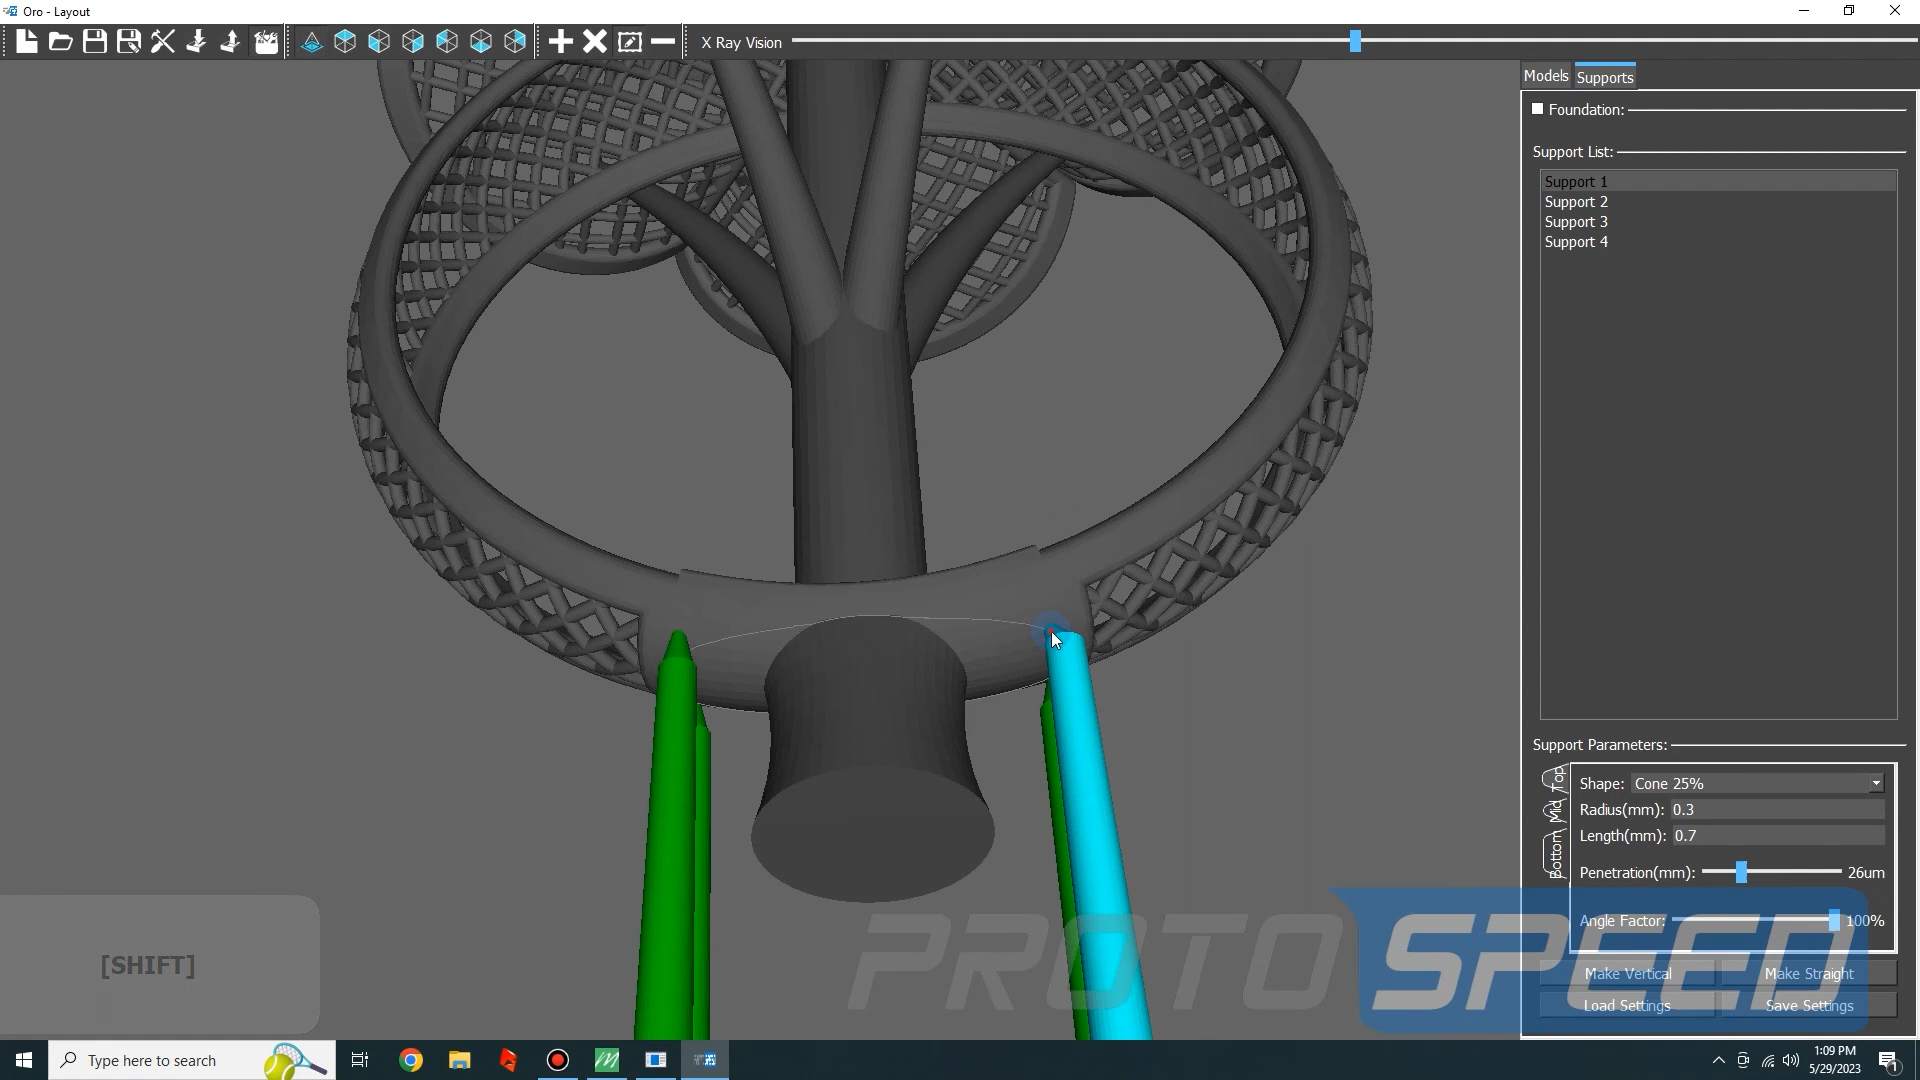 Oro - Layout
X Ray Vision
Models
Supports
Foundation:
Support List:
Support 1
Support 2
Support 3
Support 4
Support Parameters:
Top
Mid
Bottom
Shape: Cone 25%
Radius(mm): 0.3
Length(mm): 0.7
Penetration(mm): 26um
Angle Factor: 100%
Make Vertical
Make Straight
Load Settings
Save Settings
PROTOSPEED
[SHIFT]
Type here to search
1:09 PM
5/29/2023
1